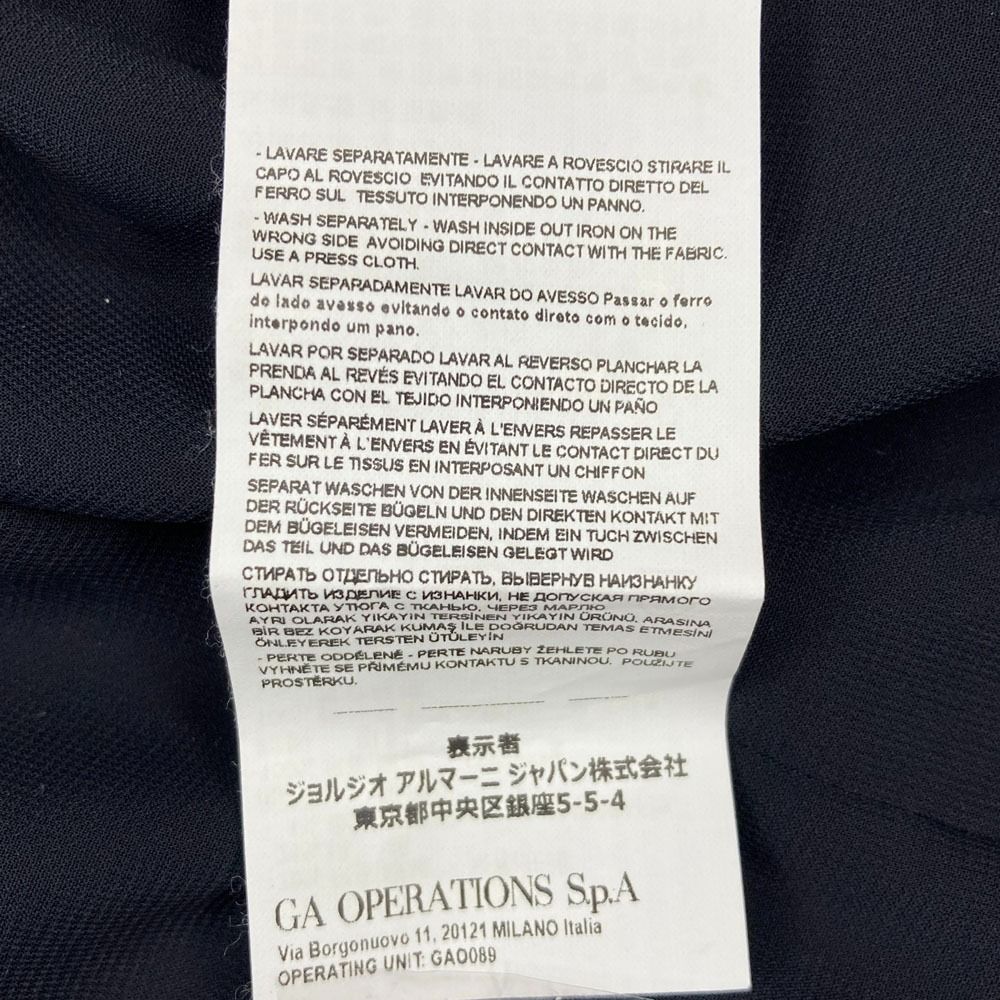 - LAVARE SEPARATAMENTE - LAVARE A ROVESCIO STIRARE IL
CAPO AL ROVESCIO EVITANDO IL CONTATTO DIRETTO DEL
FERRO SUL TESSUTO INTERPONENDO UN PANNO.
- WASH SEPARATELY - WASH INSIDE OUT IRON ON THE
WRONG SIDE AVOIDING DIRECT CONTACT WITH THE FABRIC.
USE A PRESS CLOTH.
LAVAR SEPARADAMENTE LAVAR DO AVESSO Passar o ferro
do lado avesso evitando o contato direto com o tecido,
interpondo um pano.
LAVAR POR SEPARADO LAVAR AL REVERSO PLANCHAR LA
PRENDA AL REVÉS EVITANDO EL CONTACTO DIRECTO DE LA
PLANCHA CON EL TEJIDO INTERPONIENDO UN PAÑO
LAVER SÉPARÉMENT LAVER À L'ENVERS REPASSER LE
VÊTEMENT À L'ENVERS EN ÉVITANT LE CONTACT DIRECT DU
FER SUR LE TISSUS EN INTERPOSANT UN CHIFFON
SEPARAT WASCHEN VON DER INNENSEITE WASCHEN AUF
DER RÜCKSEITE BÜGELN UND DEN DIREKTEN KONTAKT MIT
DEM BÜGELEISEN VERMEIDEN, INDEM EIN TUCH ZWISCHEN
DAS TEIL UND DAS BÜGELEISEN GELEGT WIRD
СТИРАТЬ ОТДЕЛЬНО СТИРАТЬ, ВЫВЕРНУВ НАИЗНАНКУ
ГЛАДИТЬ ИЗДЕЛИЕ С ИЗНАНКИ, НЕ ДОПУСКАЯ ПРЯМОГО
КОНТАКТА УТЮГА С ТКАНЬЮ, ЧЕРЕЗ МАРЛЮ
AYRI OLARAK YIKAYIN TERSİNEN YIKAYIN ÜRÜNÜ, ARASINA
BİR BEZ KOYARAK KUMAŞ İLE DOĞRUDAN TEMAS ETMESİNİ
ÖNLEYEREK TERSTEN ÜTÜLEYİN
- PERTE ODDĚLENĚ - PERTE NARUBY ŽEHLETE PO RUBU
VYHNĚTE SE PŘÍMÉMU KONTAKTU S TKANINOU. POUŽIJTE
PROSTĚRKU.
表示者
ジョルジオ アルマーニ ジャパン株式会社
東京都中央区銀座5-5-4
GA OPERATIONS S.p.A
Via Borgonuovo 11, 20121 MILANO Italia
OPERATING UNIT: GAO089